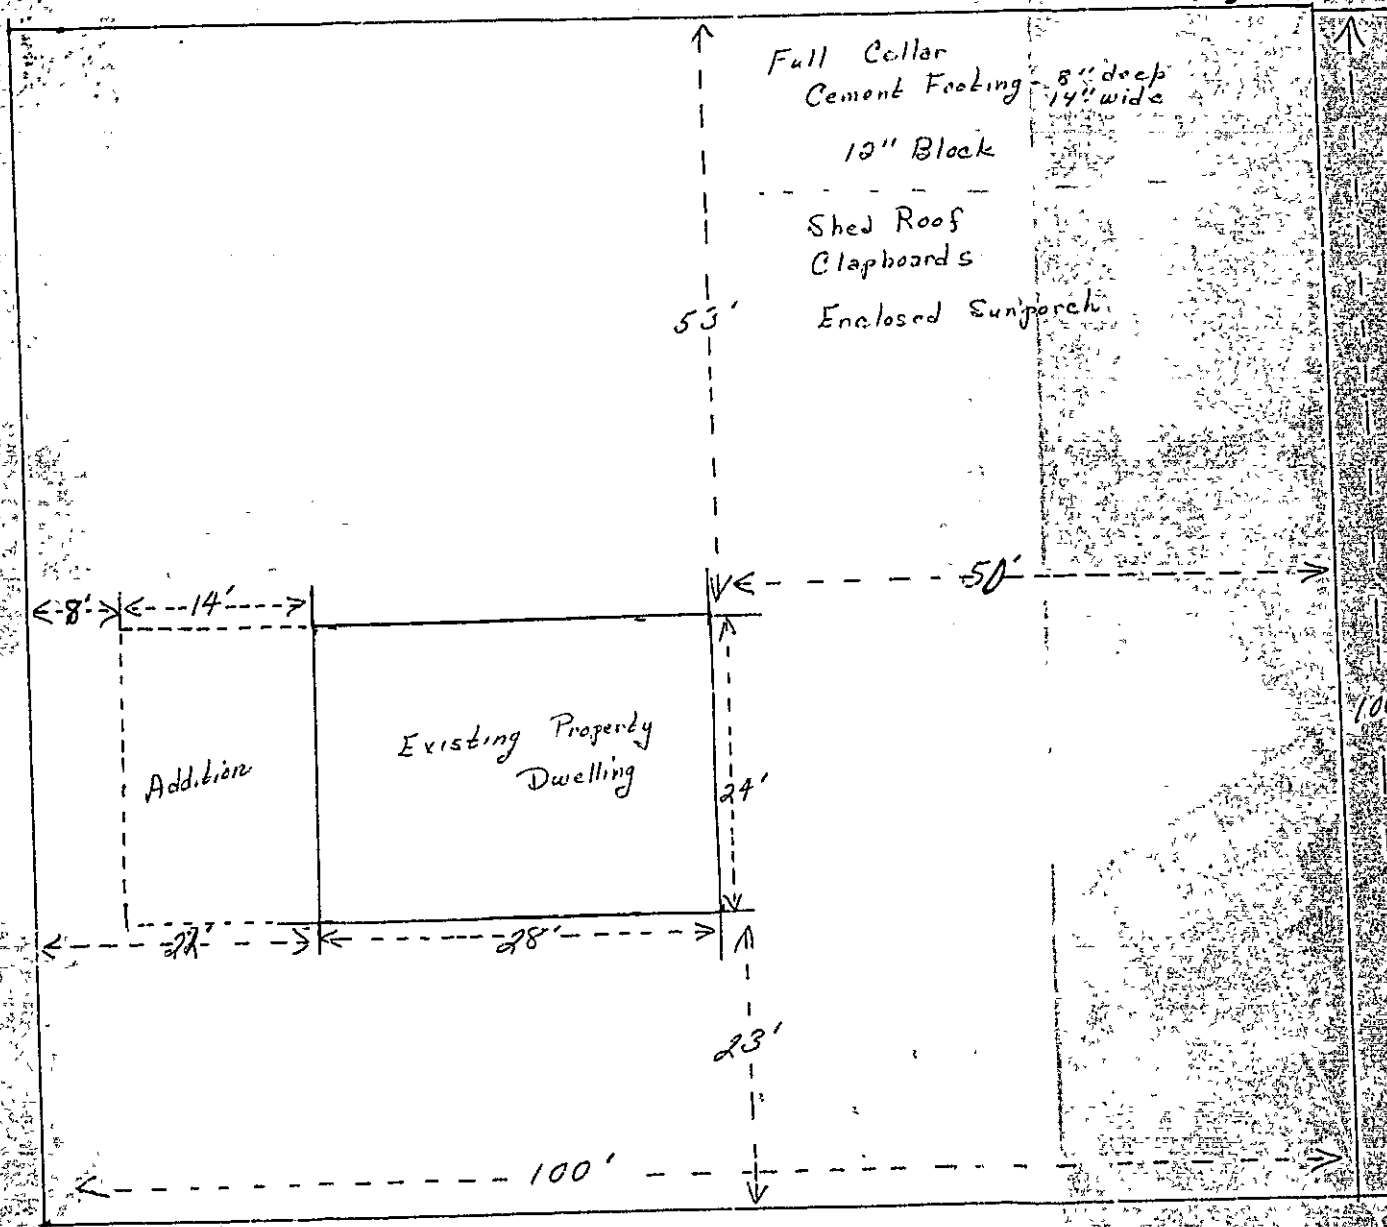 Full Cellar
Cement Footing - 8" deep
14" wide
12" Block
Shed Roof
Clapboards
Enclosed Sunporch
53'
50'
8'
14'
Existing Property
Dwelling
Addition
24'
10
22'
28'
23'
100'